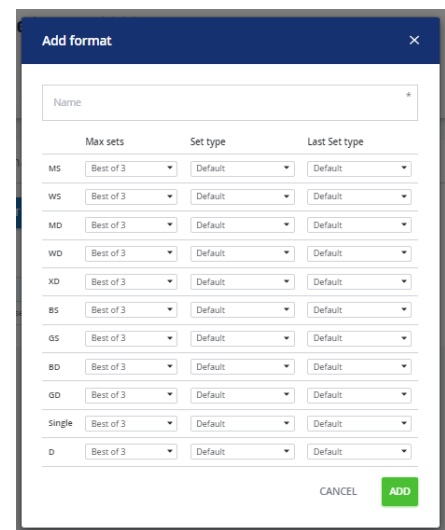 Add format ×
Name *
Max sets Set type Last Set type
MS Best of 3 Default Default
WS Best of 3 Default Default
MD Best of 3 Default Default
WD Best of 3 Default Default
XD Best of 3 Default Default
BS Best of 3 Default Default
GS Best of 3 Default Default
BD Best of 3 Default Default
GD Best of 3 Default Default
Single Best of 3 Default Default
D Best of 3 Default Default
CANCEL ADD